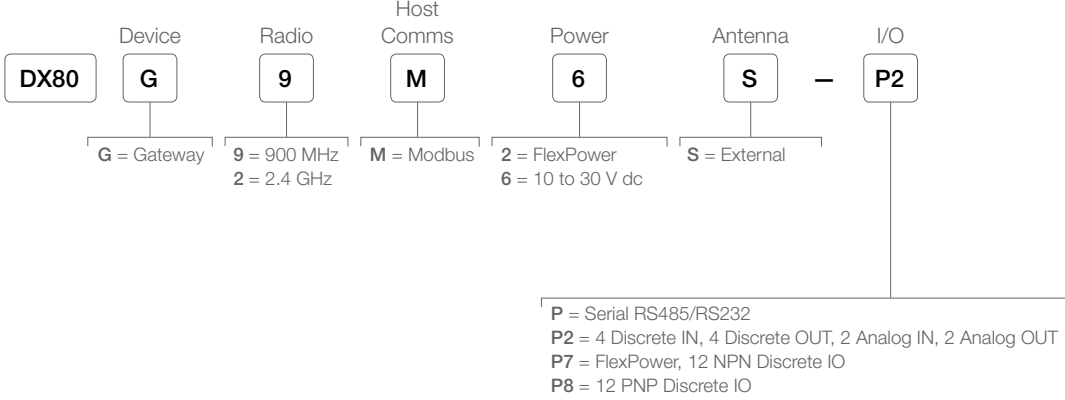 Host
Device Radio Comms Power Antenna I/O
DX80 G 9 M 6 S – P2
G = Gateway 9 = 900 MHz M = Modbus 2 = FlexPower S = External
2 = 2.4 GHz 6 = 10 to 30 V dc
P = Serial RS485/RS232
P2 = 4 Discrete IN, 4 Discrete OUT, 2 Analog IN, 2 Analog OUT
P7 = FlexPower, 12 NPN Discrete IO
P8 = 12 PNP Discrete IO